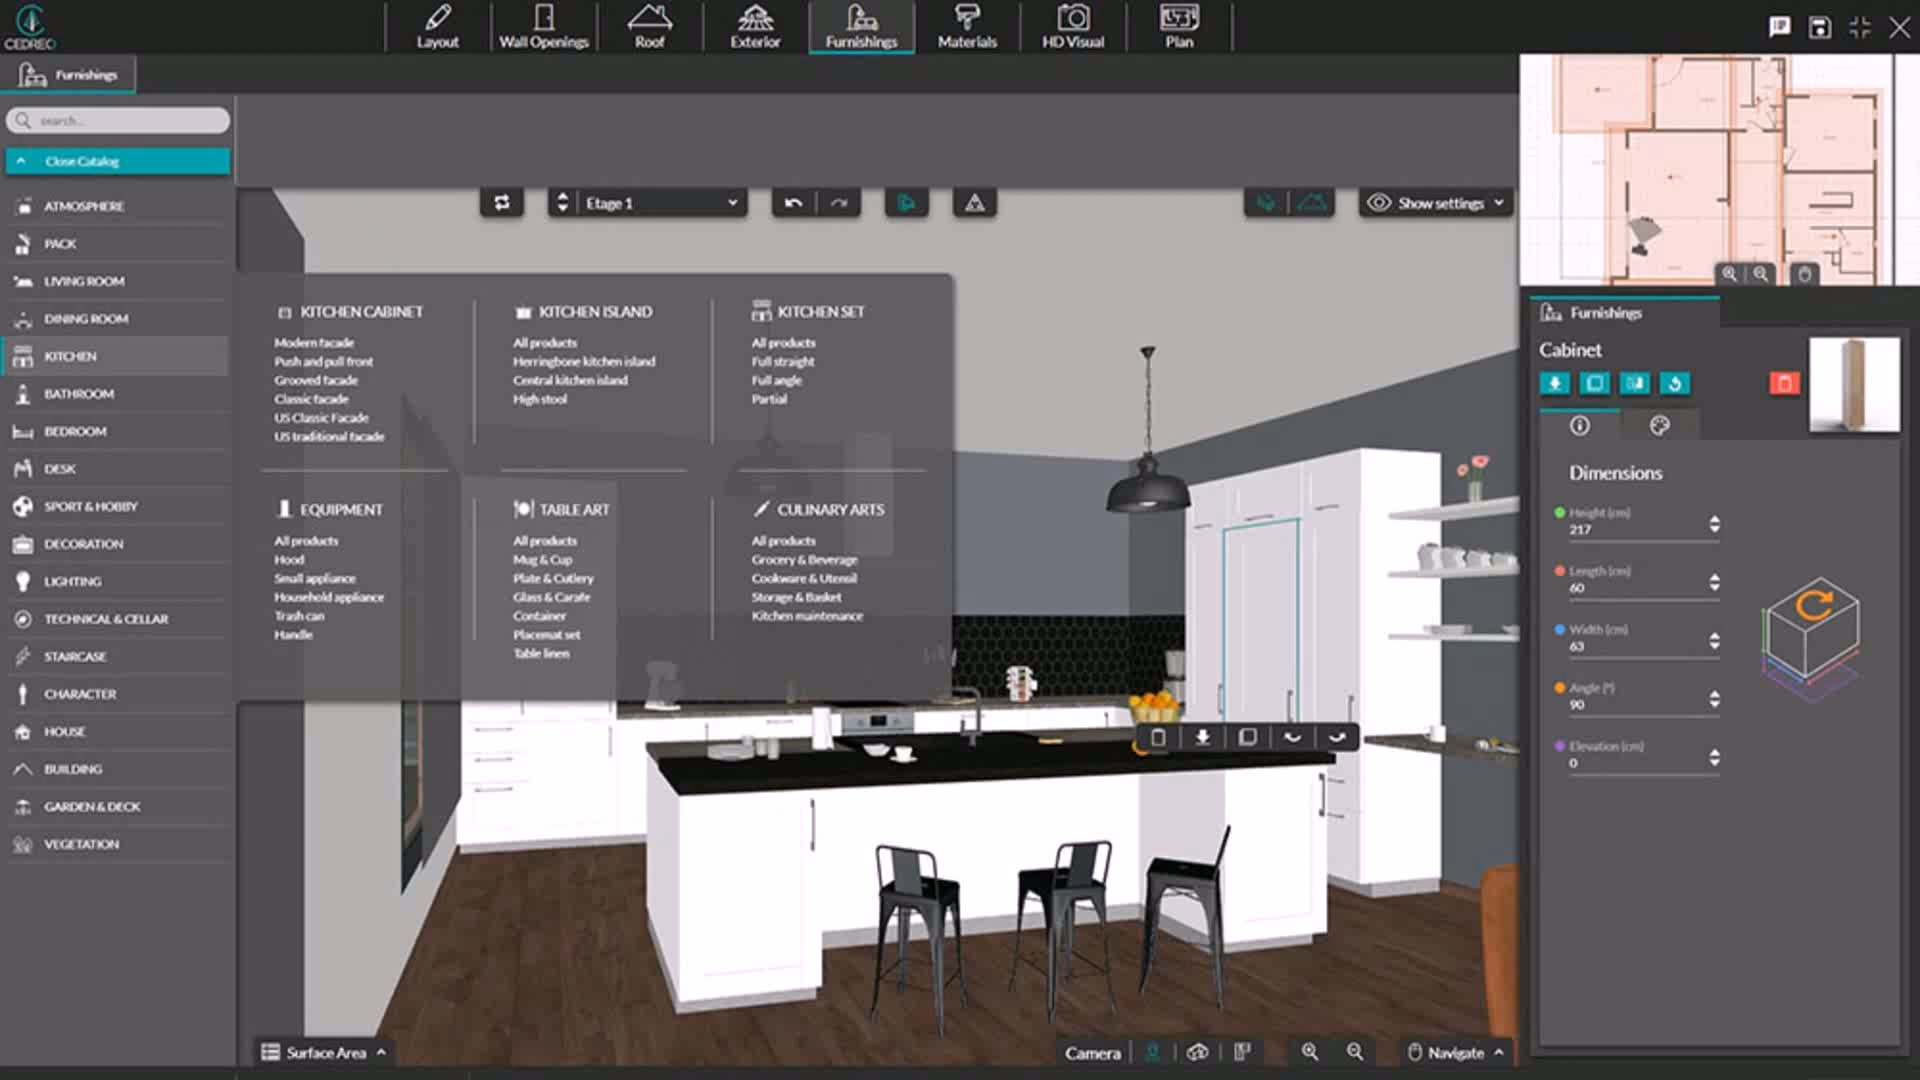 CEDREO
Layout
Wall Openings
Roof
Exterior
Furnishings
Materials
HD Visual
Plan
Furnishings
search...
Close Catalog
ATMOSPHERE
PACK
LIVING ROOM
DINING ROOM
KITCHEN
BATHROOM
BEDROOM
DESK
SPORT & HOBBY
DECORATION
LIGHTING
TECHNICAL & CELLAR
STAIRCASE
CHARACTER
HOUSE
BUILDING
GARDEN & DECK
VEGETATION
Etage 1
Show settings
KITCHEN CABINET
Modern facade
Push and pull front
Grooved facade
Classic facade
US Classic Facade
US traditional facade
KITCHEN ISLAND
All products
Herringbone kitchen island
Central kitchen island
High stool
KITCHEN SET
All products
Full straight
Full angle
Partial
EQUIPMENT
All products
Hood
Small appliance
Household appliance
Trash can
Handle
TABLE ART
All products
Mug & Cup
Plate & Cutlery
Glass & Carafe
Container
Placemat set
Table linen
CULINARY ARTS
All products
Grocery & Beverage
Cookware & Utensil
Storage & Basket
Kitchen maintenance
Furnishings
Cabinet
Dimensions
Height (cm)
217
Length (cm)
60
Width (cm)
63
Angle (°)
90
Elevation (cm)
0
Surface Area
Camera
Navigate